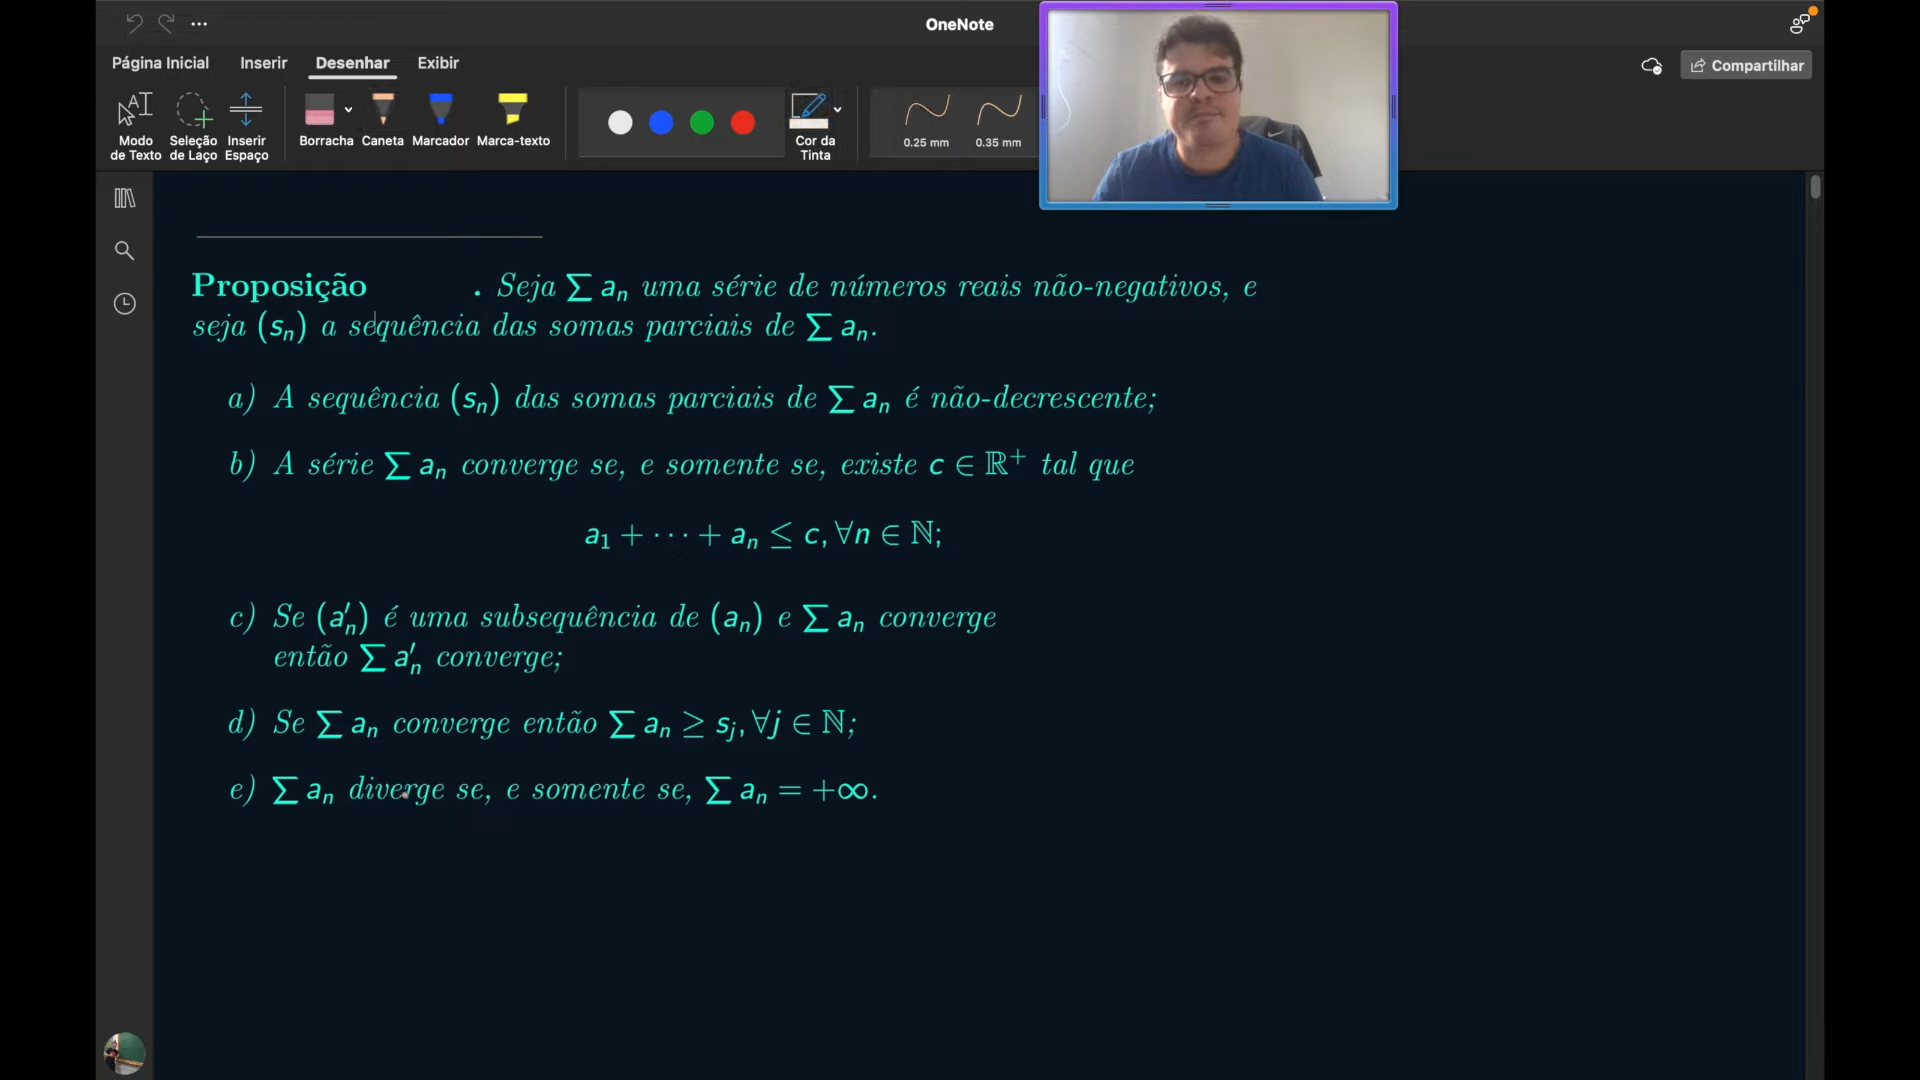 OneNote
Página Inicial Inserir Desenhar Exibir
Compartilhar
Modo de Texto
Seleção de Laço
Inserir Espaço
Borracha
Caneta
Marcador
Marca-texto
Cor da Tinta
0.25 mm
0.35 mm
Proposição . Seja ∑ aₙ uma série de números reais não-negativos, e
seja (sₙ) a sequência das somas parciais de ∑ aₙ.
a) A sequência (sₙ) das somas parciais de ∑ aₙ é não-decrescente;
b) A série ∑ aₙ converge se, e somente se, existe c ∈ ℝ⁺ tal que
a₁ + ⋯ + aₙ ≤ c, ∀n ∈ ℕ;
c) Se (a′ₙ) é uma subsequência de (aₙ) e ∑ aₙ converge
então ∑ a′ₙ converge;
d) Se ∑ aₙ converge então ∑ aₙ ≥ sⱼ, ∀j ∈ ℕ;
e) ∑ aₙ diverge se, e somente se, ∑ aₙ = +∞.